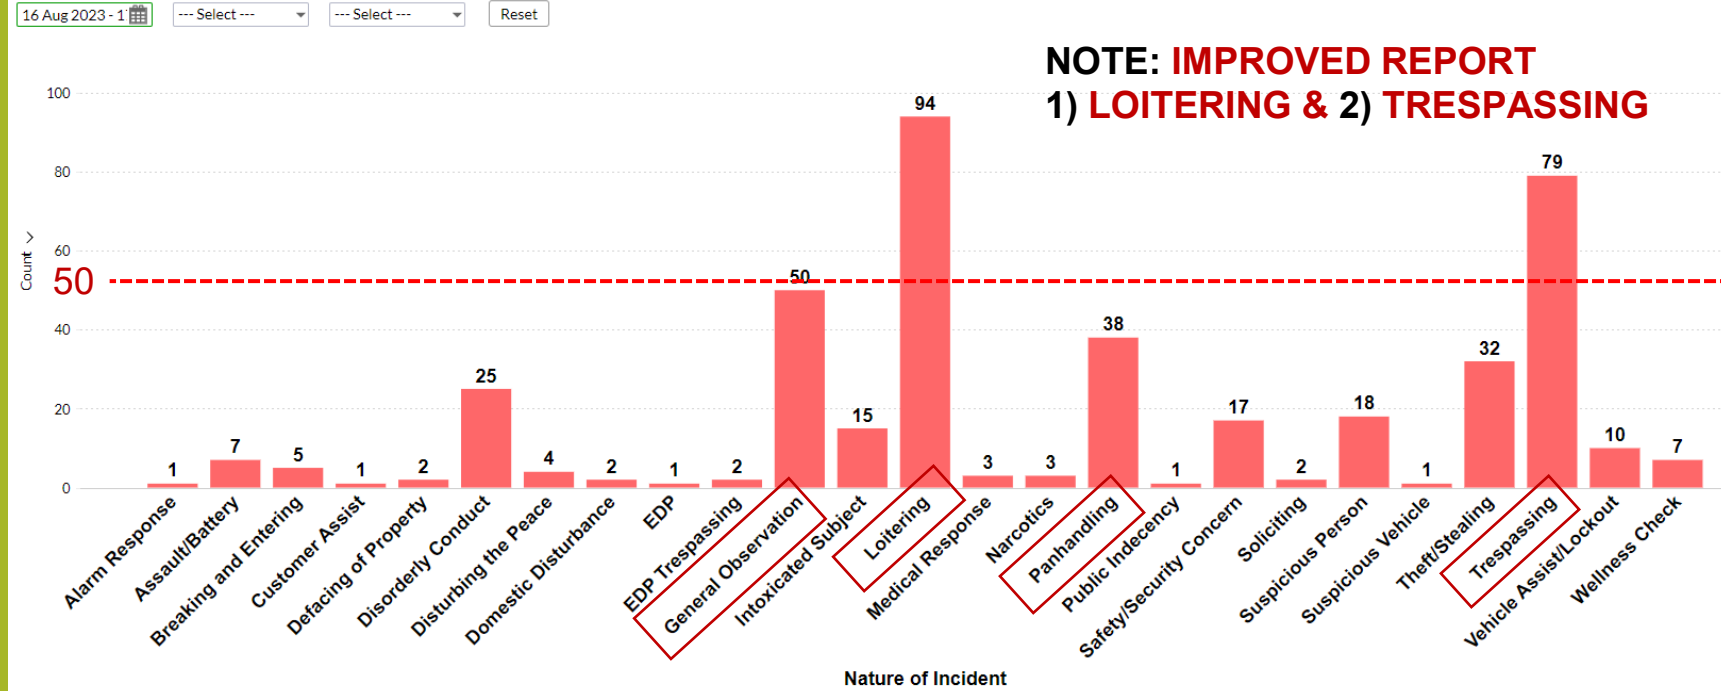 16 Aug 2023 - 1
--- Select ---
--- Select ---
Reset
NOTE: IMPROVED REPORT
1) LOITERING & 2) TRESPASSING
Count
100
80
60
50
40
20
0
1
7
5
1
2
25
4
2
1
2
50
15
94
3
3
38
1
17
2
18
1
32
79
10
7
Alarm Response
Assault/Battery
Breaking and Entering
Customer Assist
Defacing of Property
Disorderly Conduct
Disturbing the Peace
Domestic Disturbance
EDP
EDP Trespassing
General Observation
Intoxicated Subject
Loitering
Medical Response
Narcotics
Panhandling
Public Indecency
Safety/Security Concern
Soliciting
Suspicious Person
Suspicious Vehicle
Theft/Stealing
Trespassing
Vehicle Assist/Lockout
Wellness Check
Nature of Incident